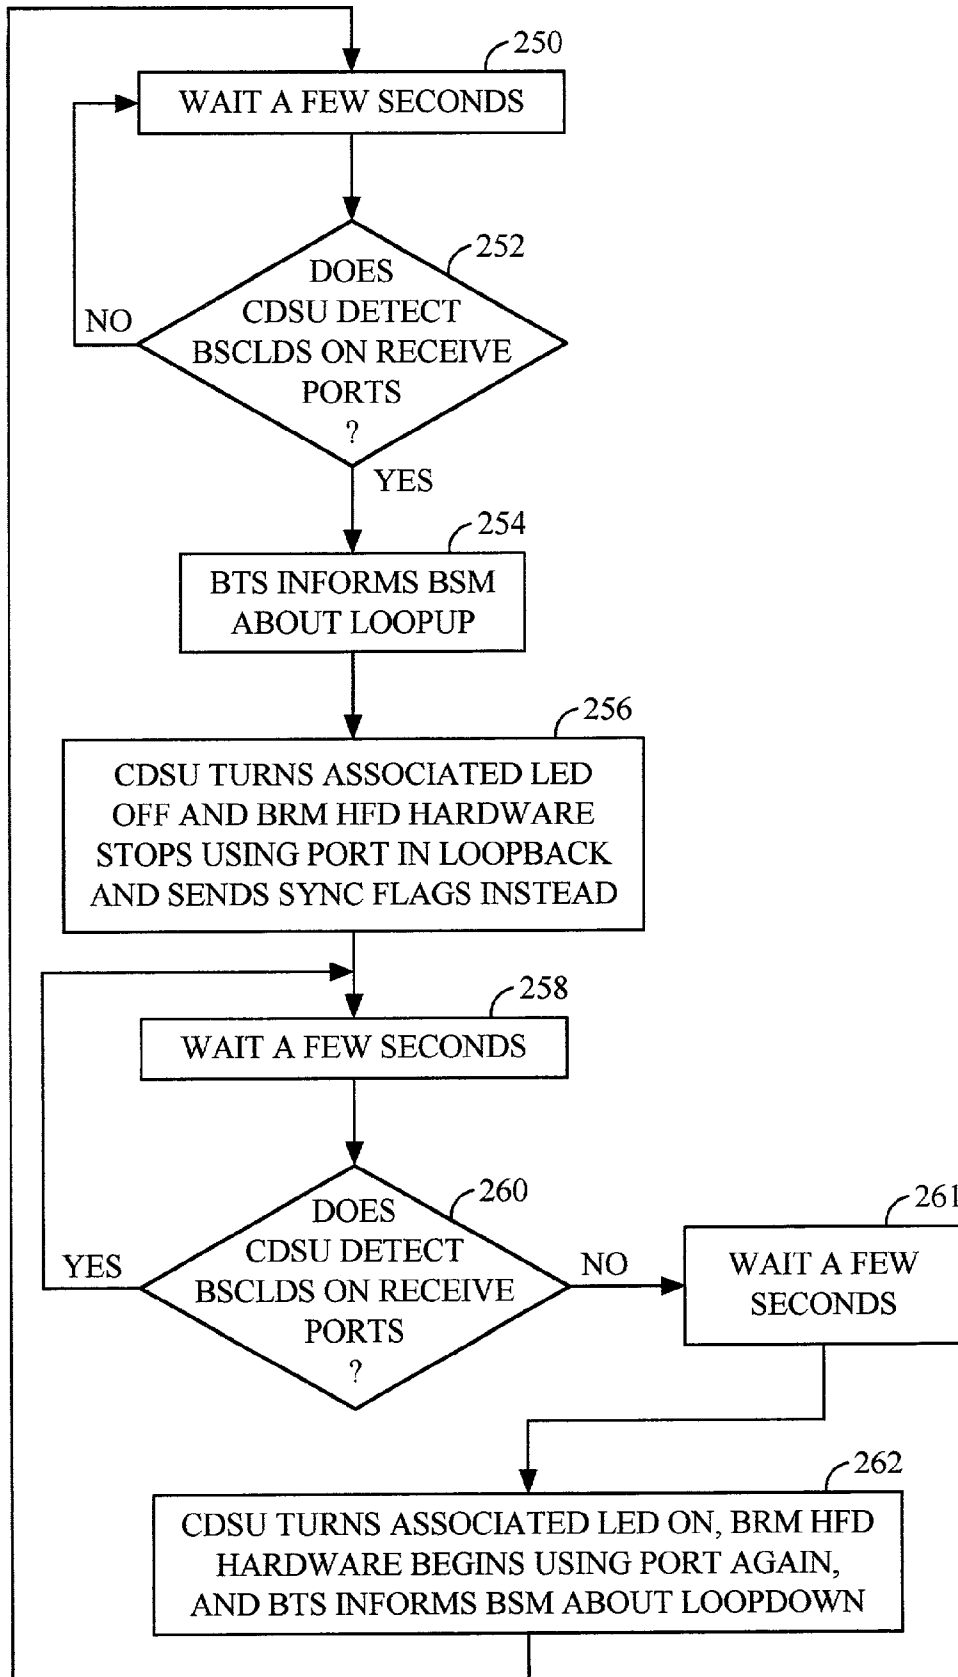 250
WAIT A FEW SECONDS
252
DOES
CDSU DETECT
BSCLDS ON RECEIVE
PORTS
?
NO
YES
254
BTS INFORMS BSM
ABOUT LOOPUP
256
CDSU TURNS ASSOCIATED LED
OFF AND BRM HFD HARDWARE
STOPS USING PORT IN LOOPBACK
AND SENDS SYNC FLAGS INSTEAD
258
WAIT A FEW SECONDS
260
DOES
CDSU DETECT
BSCLDS ON RECEIVE
PORTS
?
YES
NO
261
WAIT A FEW
SECONDS
262
CDSU TURNS ASSOCIATED LED ON, BRM HFD
HARDWARE BEGINS USING PORT AGAIN,
AND BTS INFORMS BSM ABOUT LOOPDOWN